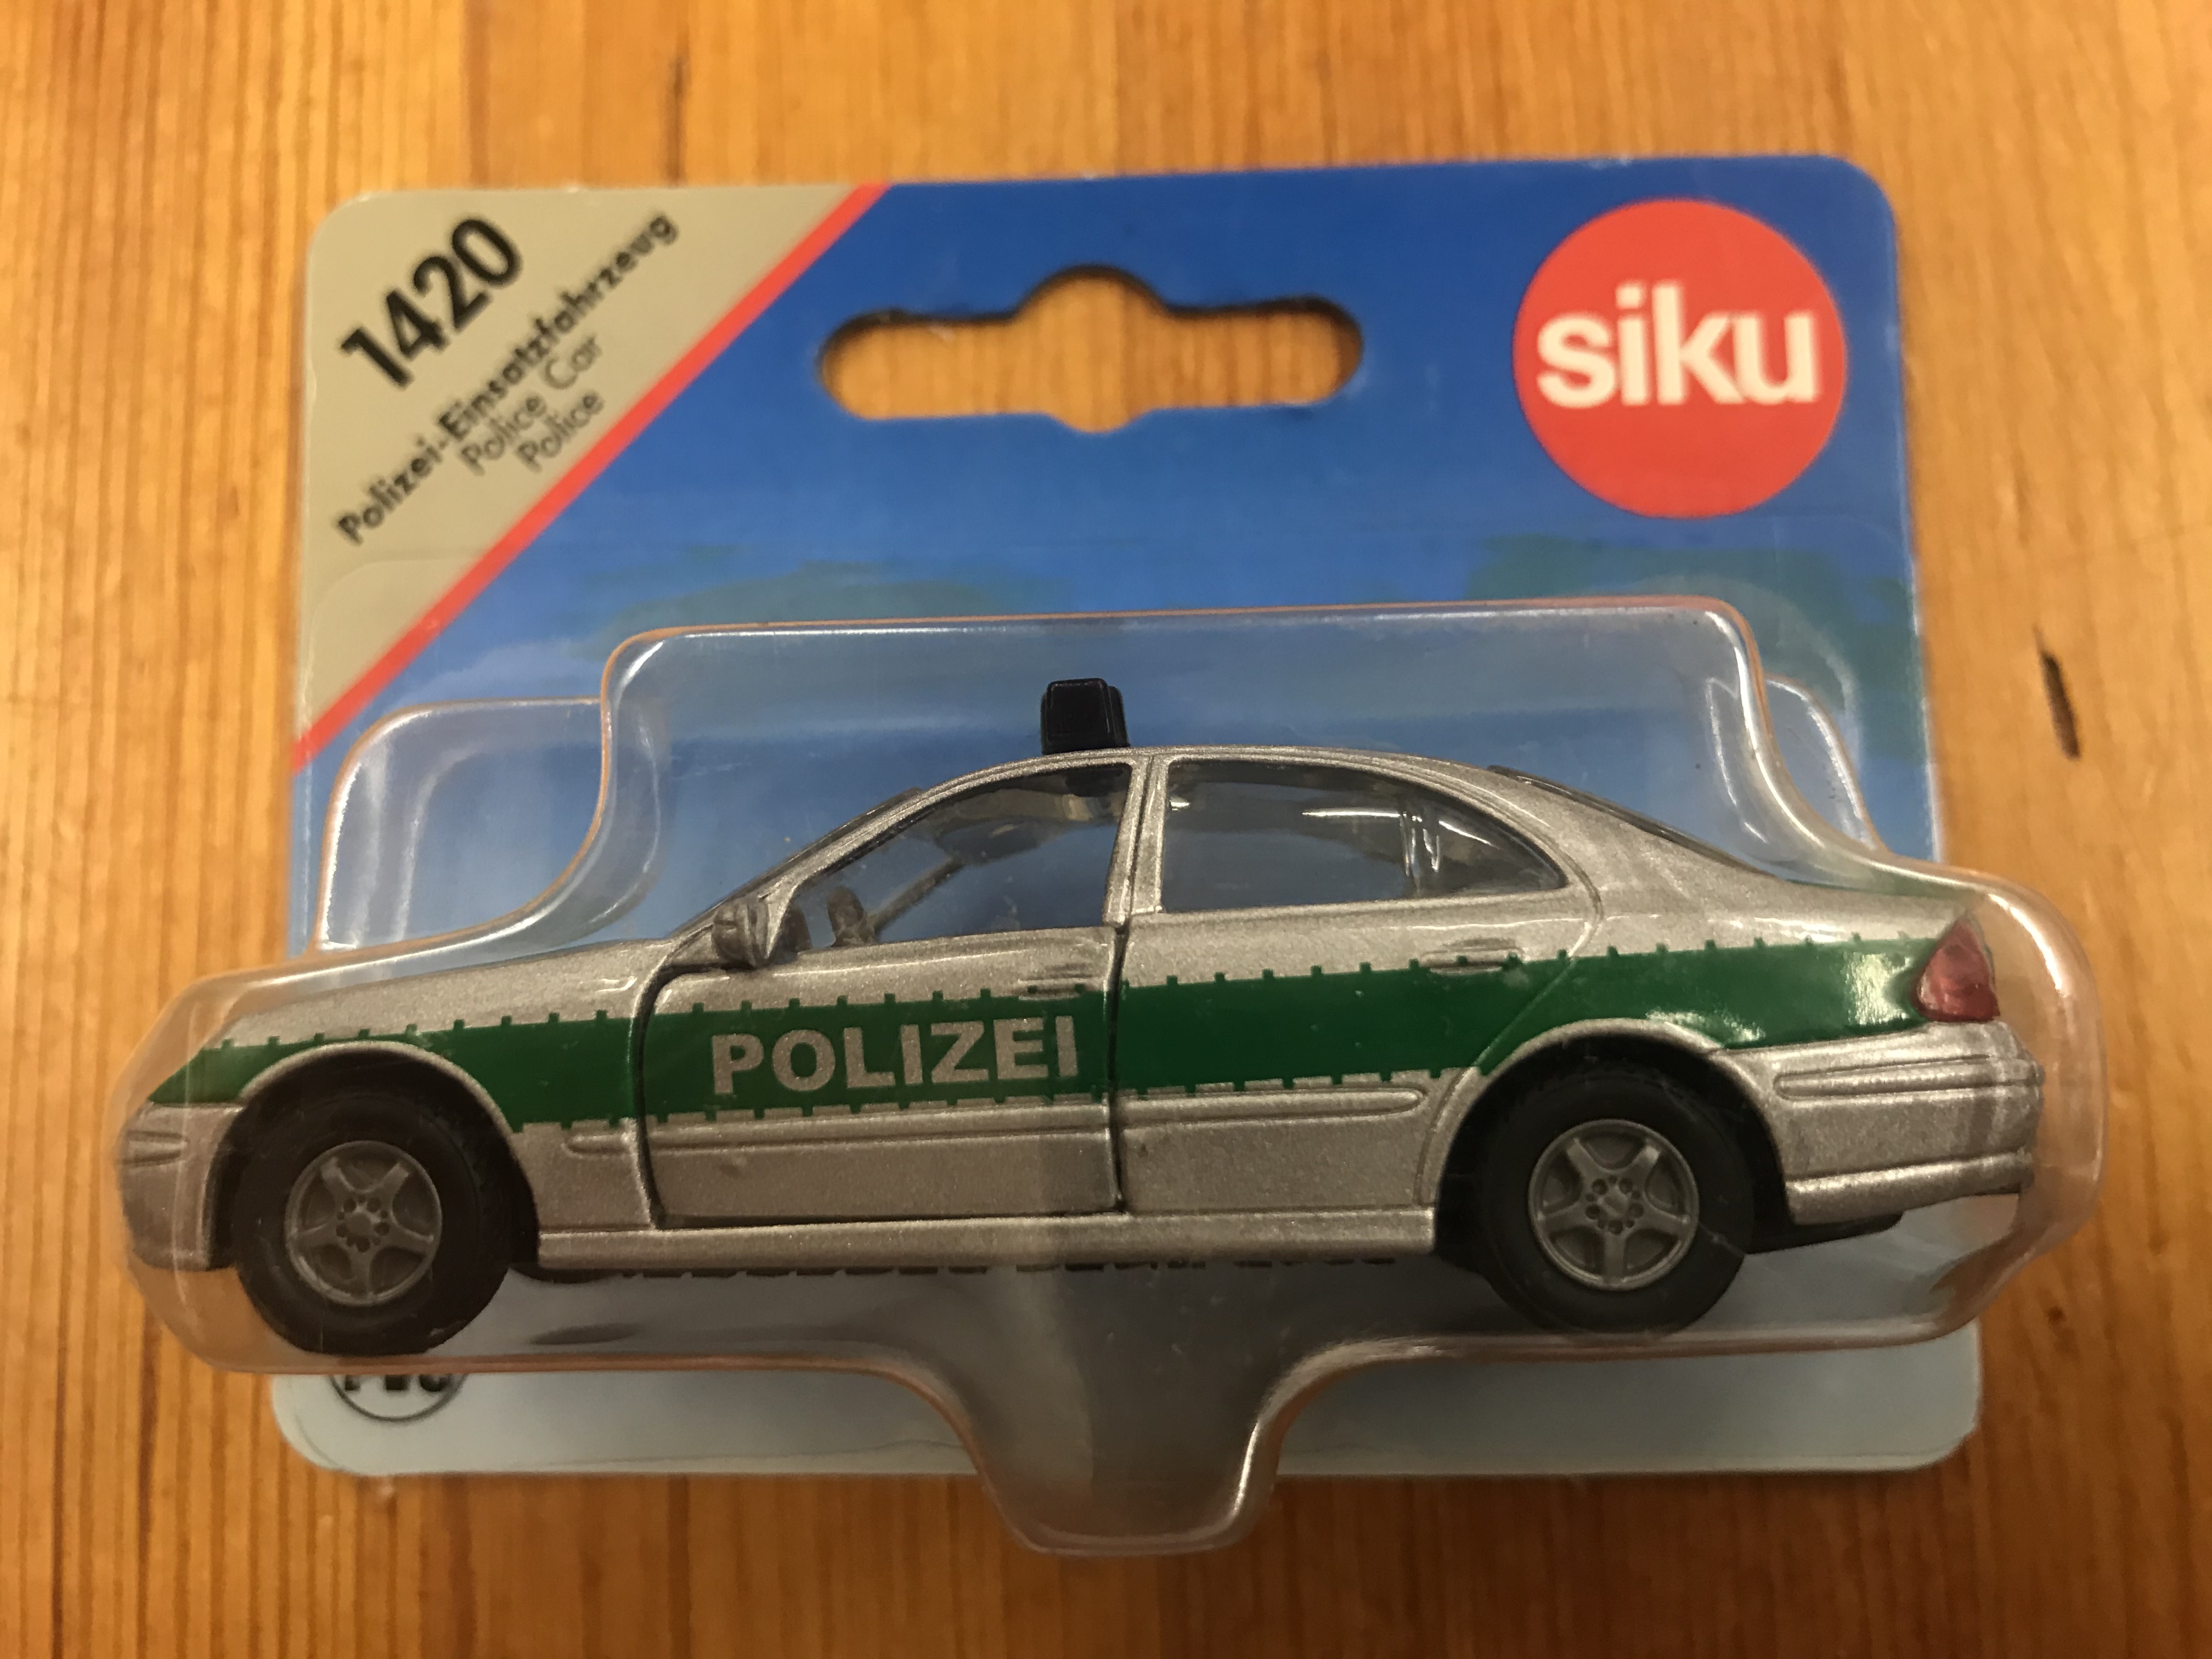 1420
Polizei-Einsatzfahrzeug
Police Car
Police
siku
POLIZEI